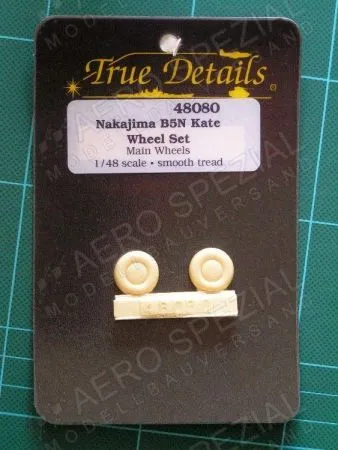 True Details
48080
Nakajima B5N Kate
Wheel Set
Main Wheels
1/48 scale • smooth tread
AERO SPEZIAL
MODELLBAUVERSAND